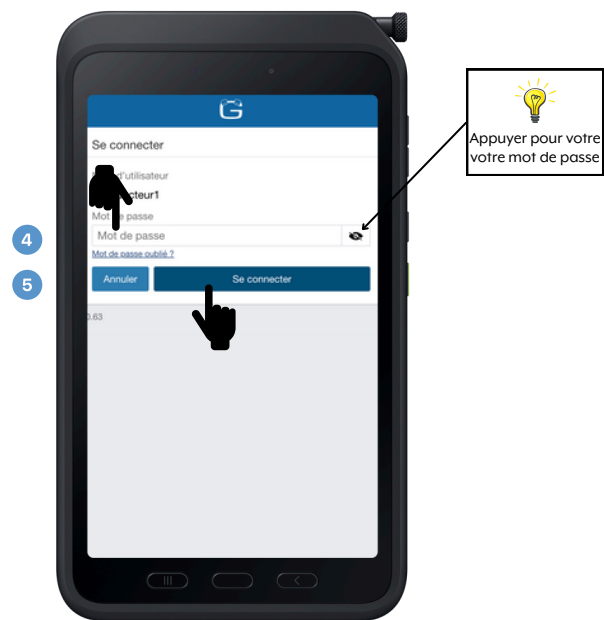 G
Se connecter
d'utilisateur
cteur1
Mot de passe
4
Mot de passe
Mot de passe oublié ?
5
Annuler
Se connecter
0.63
Appuyer pour votre
votre mot de passe